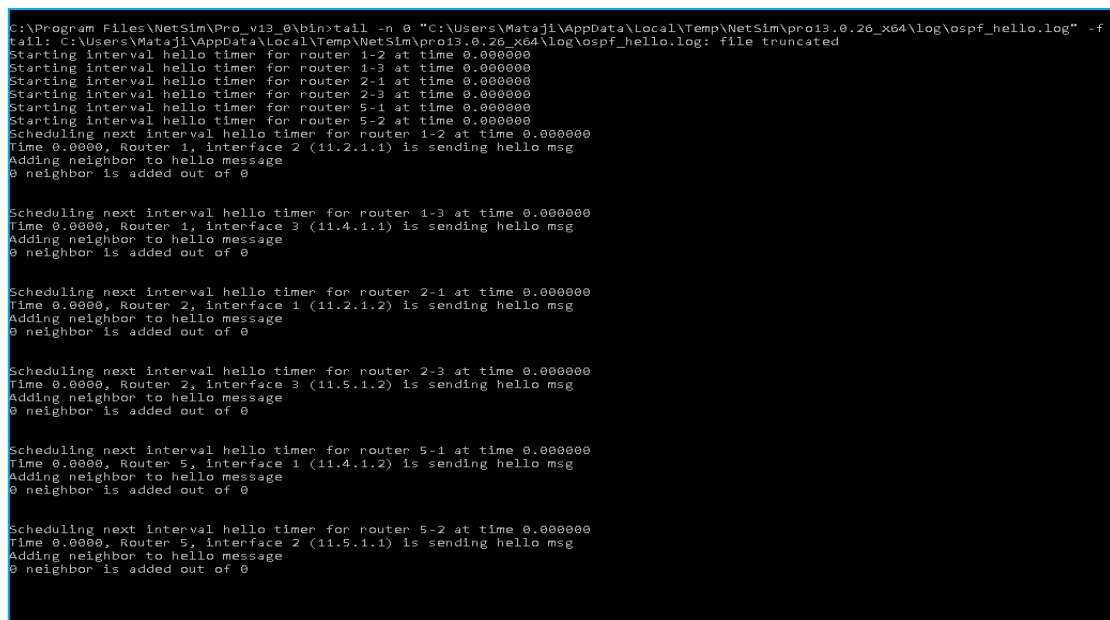 C:\Program Files\NetSim\Pro_v13_0\bin>tail -n 0 "C:\Users\Mataji\AppData\Local\Temp\NetSim\pro13.0.26_x64\log\ospf_hello.log" -f
tail: C:\Users\Mataji\AppData\Local\Temp\NetSim\pro13.0.26_x64\log\ospf_hello.log: file truncated
Starting interval hello timer for router 1-2 at time 0.000000
Starting interval hello timer for router 1-3 at time 0.000000
Starting interval hello timer for router 2-1 at time 0.000000
Starting interval hello timer for router 2-3 at time 0.000000
Starting interval hello timer for router 5-1 at time 0.000000
Starting interval hello timer for router 5-2 at time 0.000000
Scheduling next interval hello timer for router 1-2 at time 0.000000
Time 0.0000, Router 1, interface 2 (11.2.1.1) is sending hello msg
Adding neighbor to hello message
0 neighbor is added out of 0
Scheduling next interval hello timer for router 1-3 at time 0.000000
Time 0.0000, Router 1, interface 3 (11.4.1.1) is sending hello msg
Adding neighbor to hello message
0 neighbor is added out of 0
Scheduling next interval hello timer for router 2-1 at time 0.000000
Time 0.0000, Router 2, interface 1 (11.2.1.2) is sending hello msg
Adding neighbor to hello message
0 neighbor is added out of 0
Scheduling next interval hello timer for router 2-3 at time 0.000000
Time 0.0000, Router 2, interface 3 (11.5.1.2) is sending hello msg
Adding neighbor to hello message
0 neighbor is added out of 0
Scheduling next interval hello timer for router 5-1 at time 0.000000
Time 0.0000, Router 5, interface 1 (11.4.1.2) is sending hello msg
Adding neighbor to hello message
0 neighbor is added out of 0
Scheduling next interval hello timer for router 5-2 at time 0.000000
Time 0.0000, Router 5, interface 2 (11.5.1.1) is sending hello msg
Adding neighbor to hello message
0 neighbor is added out of 0